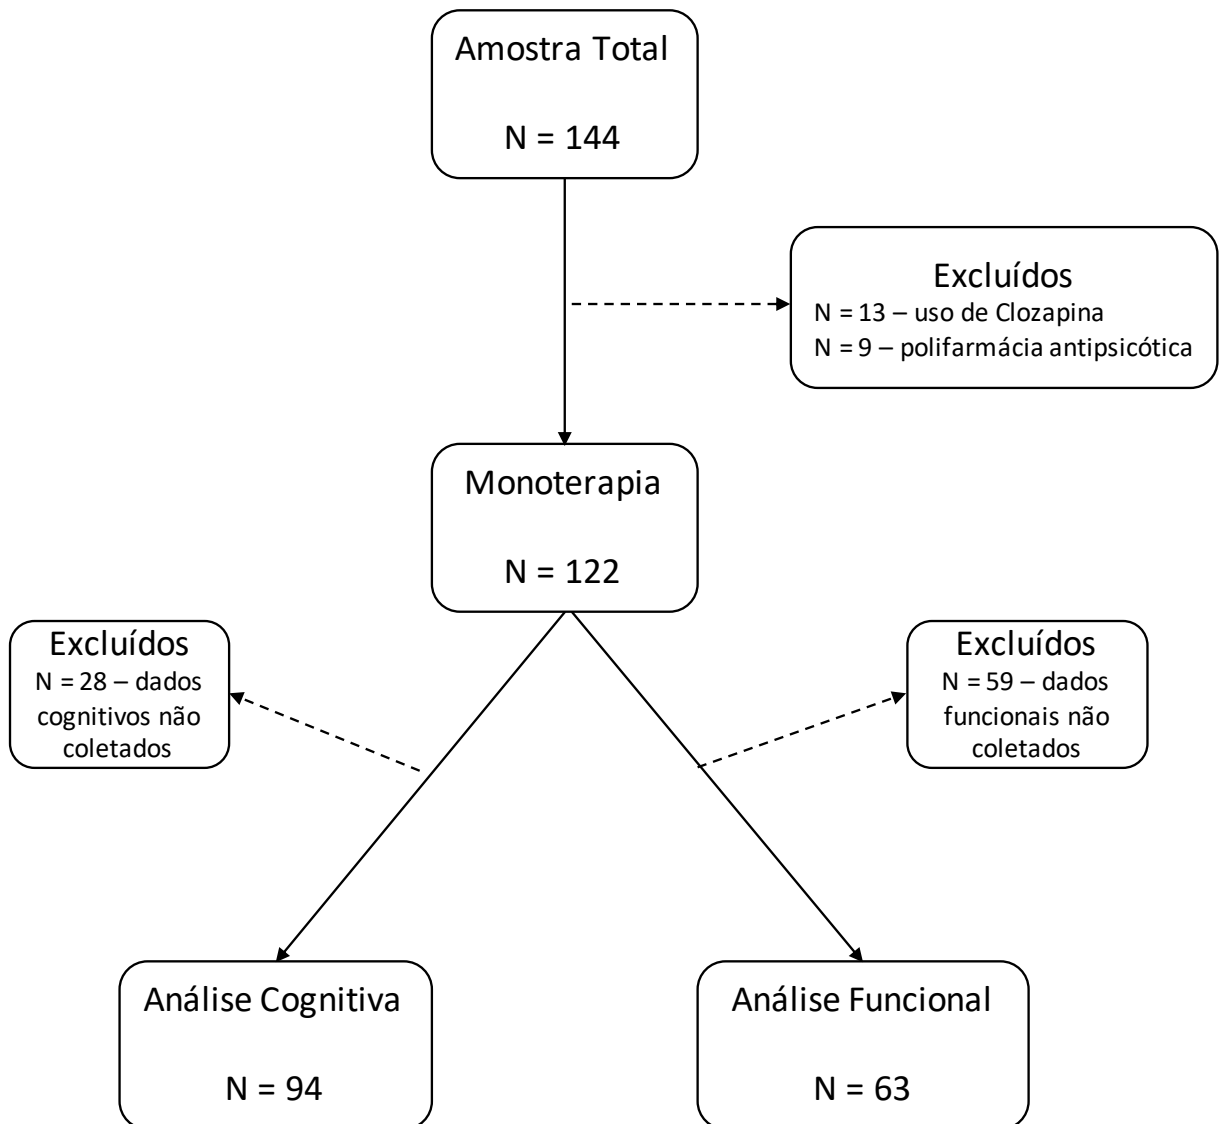 Amostra Total
N = 144
Excluídos
N = 13 – uso de Clozapina
N = 9 – polifarmácia antipsicótica
Monoterapia
N = 122
Excluídos
N = 28 – dados
cognitivos não
coletados
Excluídos
N = 59 – dados
funcionais não
coletados
Análise Cognitiva
N = 94
Análise Funcional
N = 63